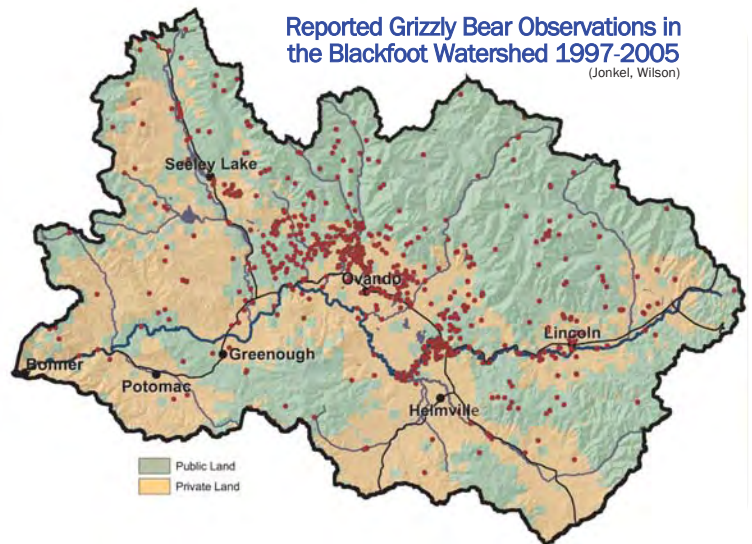 Reported Grizzly Bear Observations in
the Blackfoot Watershed 1997-2005
(Jonkel, Wilson)
Seeley Lake
Ovando
Lincoln
Bonner
Greenough
Potomac
Helmville
Public Land
Private Land